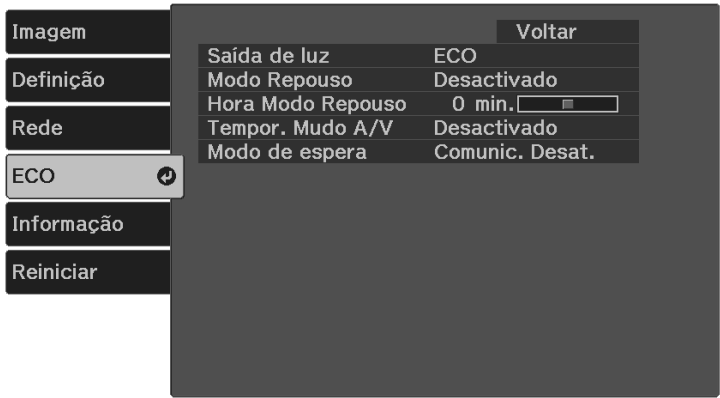 Imagem
Definição
Rede
ECO
Informação
Reiniciar
Voltar
Saída de luz ECO
Modo Repouso Desactivado
Hora Modo Repouso 0 min.
Tempor. Mudo A/V Desactivado
Modo de espera Comunic. Desat.